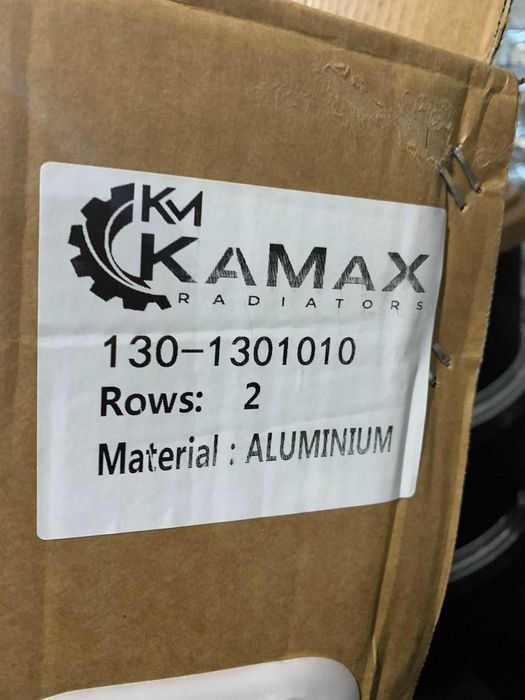 KM
KAMAX
RADIATORS
130-1301010
Rows: 2
Material : ALUMINIUM